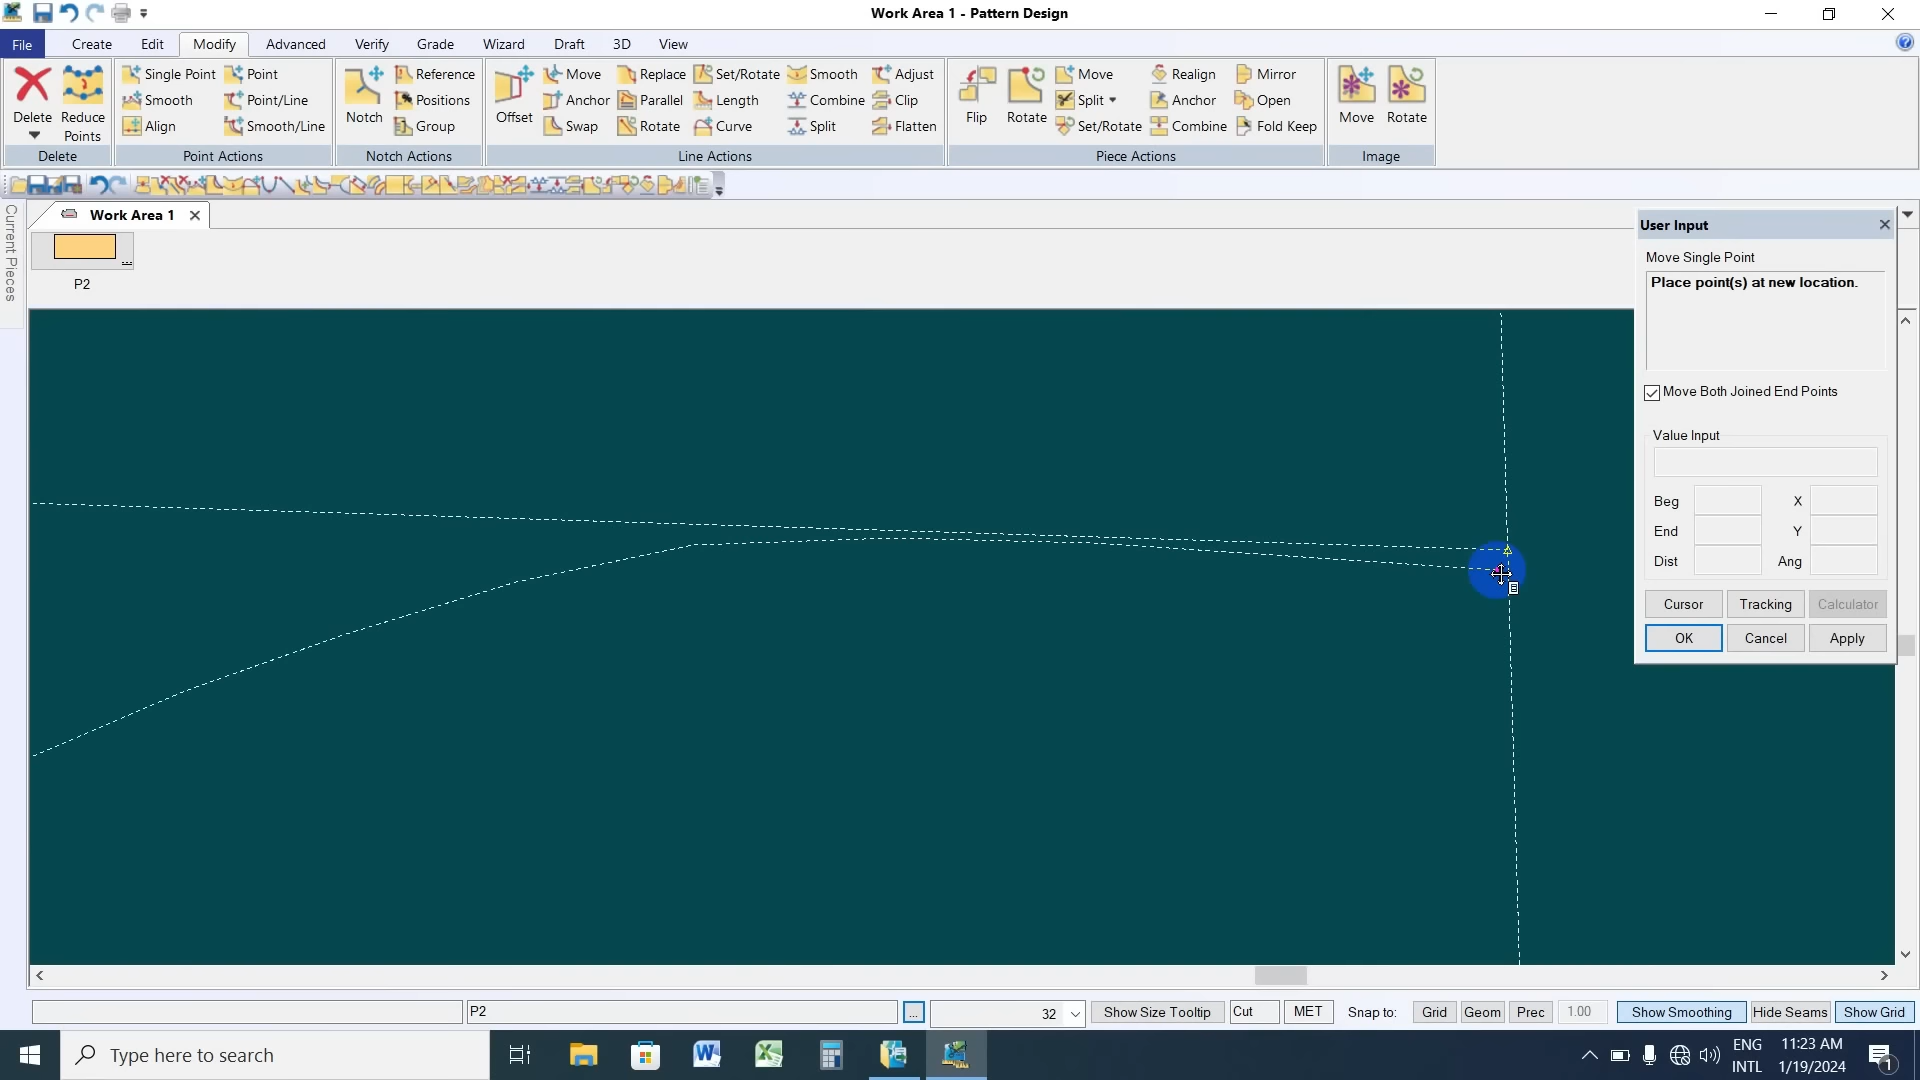 Work Area 1 - Pattern Design
File Create Edit Modify Advanced Verify Grade Wizard Draft 3D View
Single Point Point Reference Move Replace Set/Rotate Smooth Adjust Move Realign Mirror
Smooth Point/Line Positions Anchor Parallel Length Combine Clip Split Anchor Open
Delete Reduce Points Notch Offset Flip Rotate Move Rotate
Align Smooth/Line Group Swap Rotate Curve Split Flatten Set/Rotate Combine Fold Keep
Delete Point Actions Notch Actions Line Actions Piece Actions Image
Current Pieces
Work Area 1
P2
User Input
Move Single Point
Place point(s) at new location.
Move Both Joined End Points
Value Input
Beg X
End Y
Dist Ang
Cursor Tracking Calculator
OK Cancel Apply
P2 ... 32 Show Size Tooltip Cut MET Snap to: Grid Geom Prec 1.00 Show Smoothing Hide Seams Show Grid
Type here to search
ENG
INTL
11:23 AM
1/19/2024
1